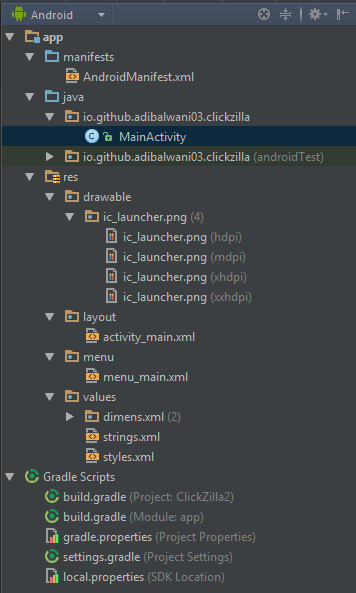 Android
app
manifests
AndroidManifest.xml
java
io.github.adibalwani03.clickzilla
MainActivity
io.github.adibalwani03.clickzilla (androidTest)
res
drawable
ic_launcher.png (4)
ic_launcher.png (hdpi)
ic_launcher.png (mdpi)
ic_launcher.png (xhdpi)
ic_launcher.png (xxhdpi)
layout
activity_main.xml
menu
menu_main.xml
values
dimens.xml (2)
strings.xml
styles.xml
Gradle Scripts
build.gradle (Project: ClickZilla2)
build.gradle (Module: app)
gradle.properties (Project Properties)
settings.gradle (Project Settings)
local.properties (SDK Location)